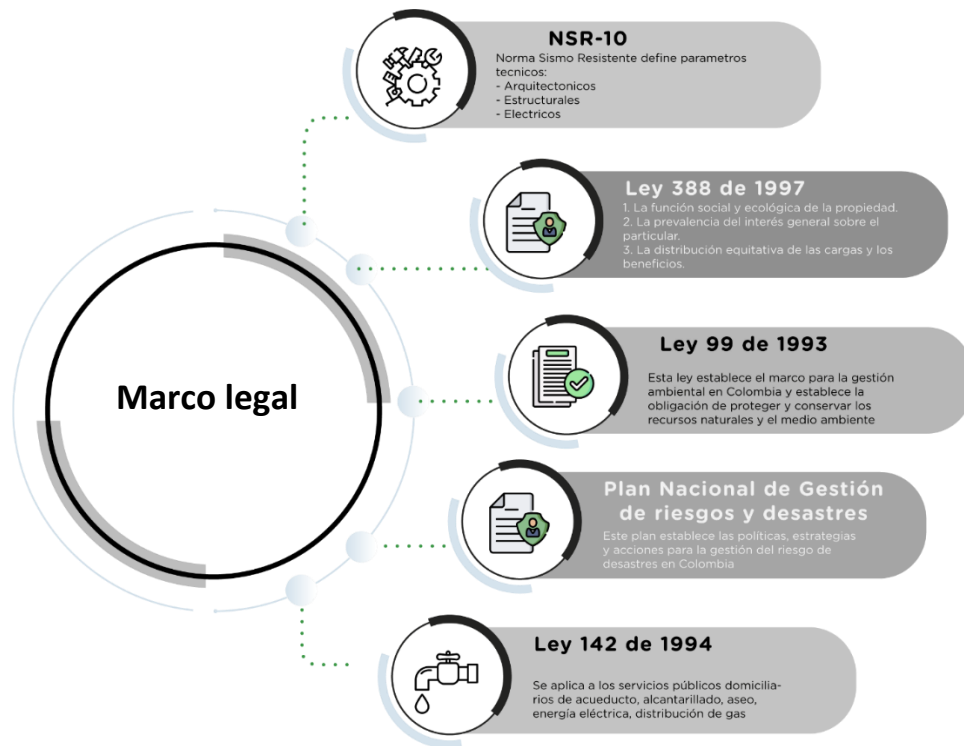 NSR-10
Norma Sismo Resistente define parametros
tecnicos:
- Arquitectonicos
- Estructurales
- Electricos
Ley 388 de 1997
1. La función social y ecológica de la propiedad.
2. La prevalencia del interés general sobre el
particular.
3. La distribución equitativa de las cargas y los
beneficios.
Marco legal
Ley 99 de 1993
Esta ley establece el marco para la gestión
ambiental en Colombia y establece la
obligación de proteger y conservar los
recursos naturales y el medio ambiente
Plan Nacional de Gestión
de riesgos y desastres
Este plan establece las políticas, estrategias
y acciones para la gestión del riesgo de
desastres en Colombia
Ley 142 de 1994
Se aplica a los servicios públicos domicilia-
rios de acueducto, alcantarillado, aseo,
energía eléctrica, distribución de gas